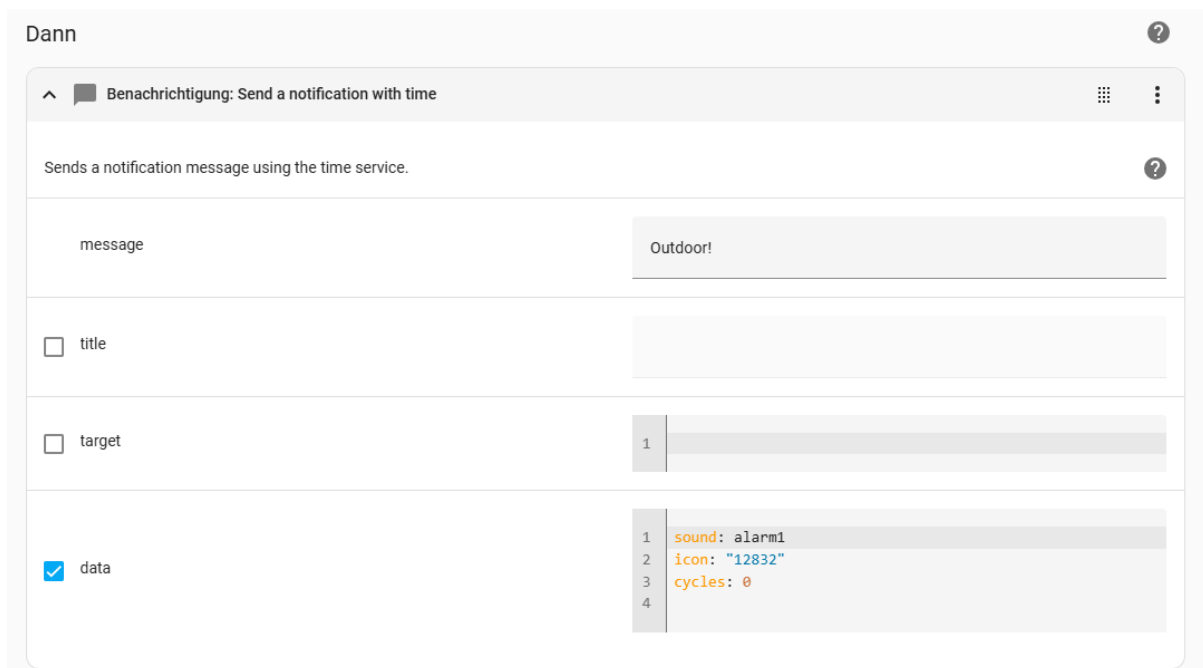 Dann
Benachrichtigung: Send a notification with time
Sends a notification message using the time service.
message
Outdoor!
title
target
1
data
1 sound: alarm1
2 icon: "12832"
3 cycles: 0
4